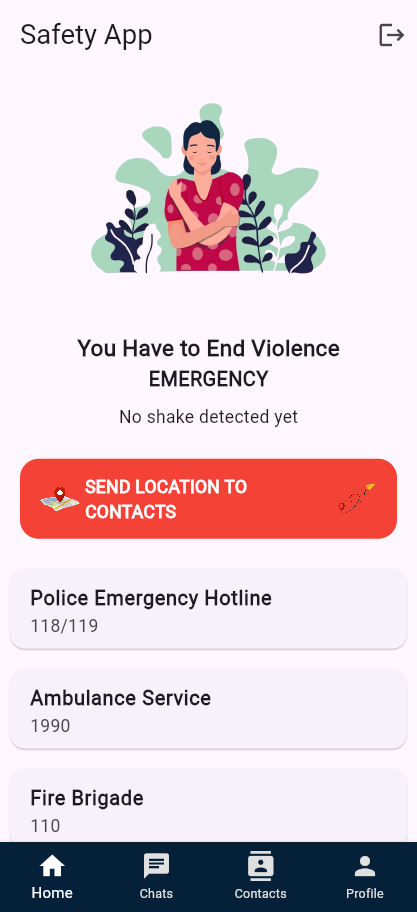 Safety App
You Have to End Violence
EMERGENCY
No shake detected yet
SEND LOCATION TO
CONTACTS
Police Emergency Hotline
118/119
Ambulance Service
1990
Fire Brigade
110
Home
Chats
Contacts
Profile